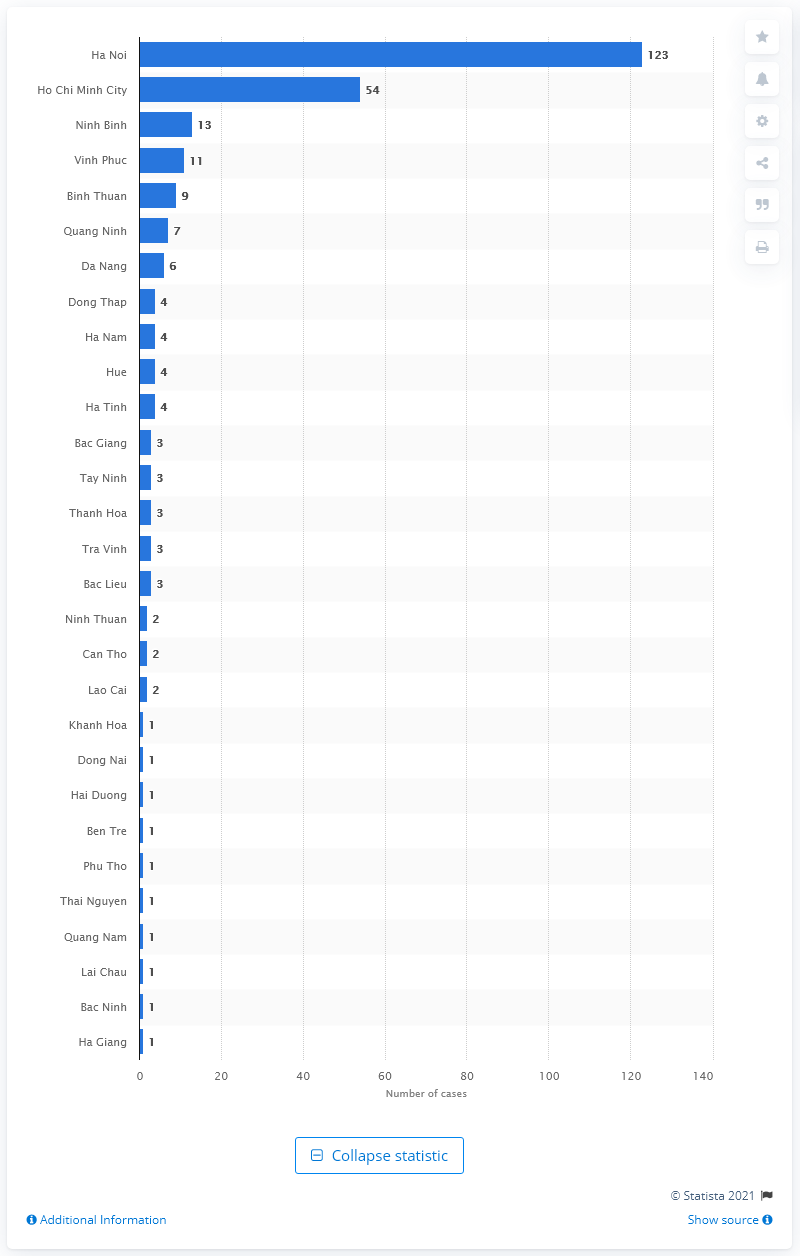 Ha Noi 123
Ho Chi Minh City 54
Ninh Binh 13
Vinh Phuc 11
Binh Thuan 9
Quang Ninh 7
Da Nang 6
Dong Thap 4
Ha Nam 4
Hue 4
Ha Tinh 4
Bac Giang 3
Tay Ninh 3
Thanh Hoa 3
Tra Vinh 3
Bac Lieu 3
Ninh Thuan 2
Can Tho 2
Lao Cai 2
Khanh Hoa 1
Dong Nai 1
Hai Duong 1
Ben Tre 1
Phu Tho 1
Thai Nguyen 1
Quang Nam 1
Lai Chau 1
Bac Ninh 1
Ha Giang 1
0 20 40 60 80 100 120 140
Number of cases
Collapse statistic
© Statista 2021
Additional Information Show source